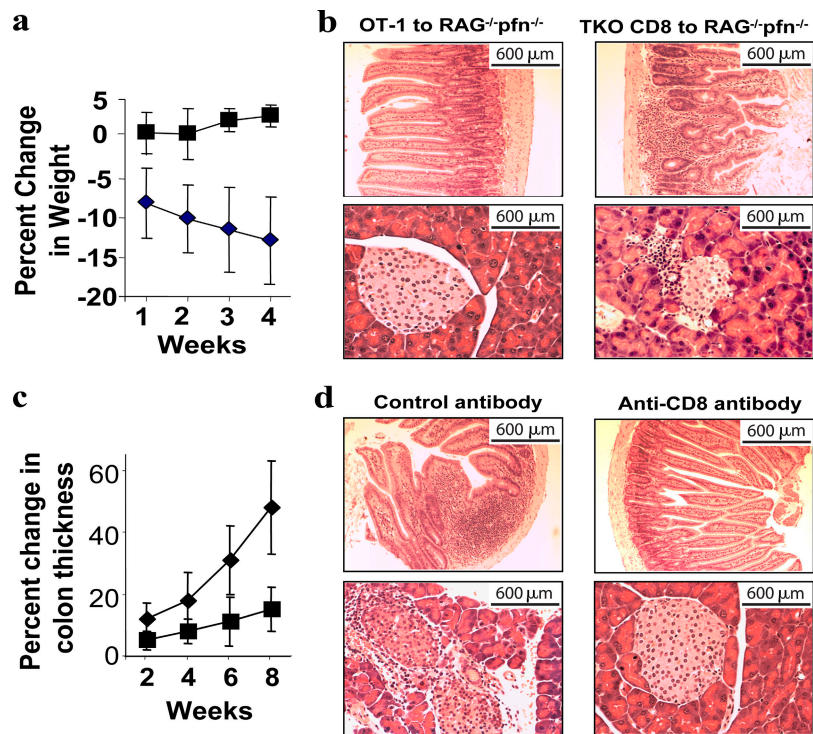 a
Percent Change
in Weight
5
0
-5
-10
-15
-20
1 2 3 4
Weeks
b
OT-1 to RAG-/-pfn-/-
TKO CD8 to RAG-/-pfn-/-
600 µm
600 µm
600 µm
600 µm
c
Percent change in
colon thickness
60
40
20
0
2 4 6 8
Weeks
d
Control antibody
Anti-CD8 antibody
600 µm
600 µm
600 µm
600 µm